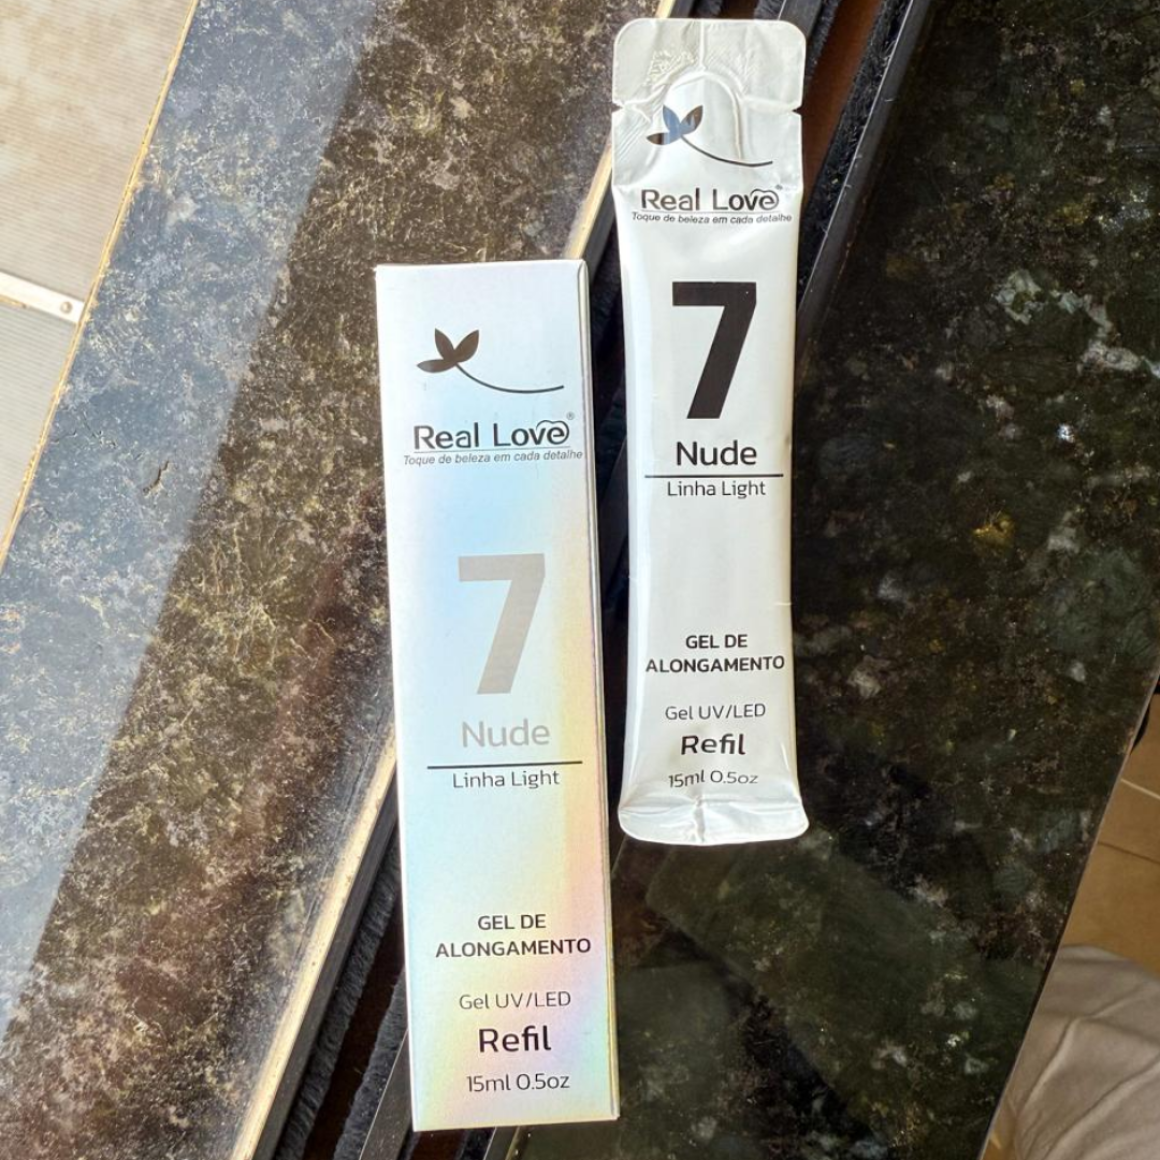 Real Love®
Toque de beleza em cada detalhe
7
Nude
Linha Light
GEL DE
ALONGAMENTO
Gel UV/LED
Refil
15ml 0.5oz
Real Love®
Toque de beleza em cada detalhe
7
Nude
Linha Light
GEL DE
ALONGAMENTO
Gel UV/LED
Refil
15ml 0.5oz